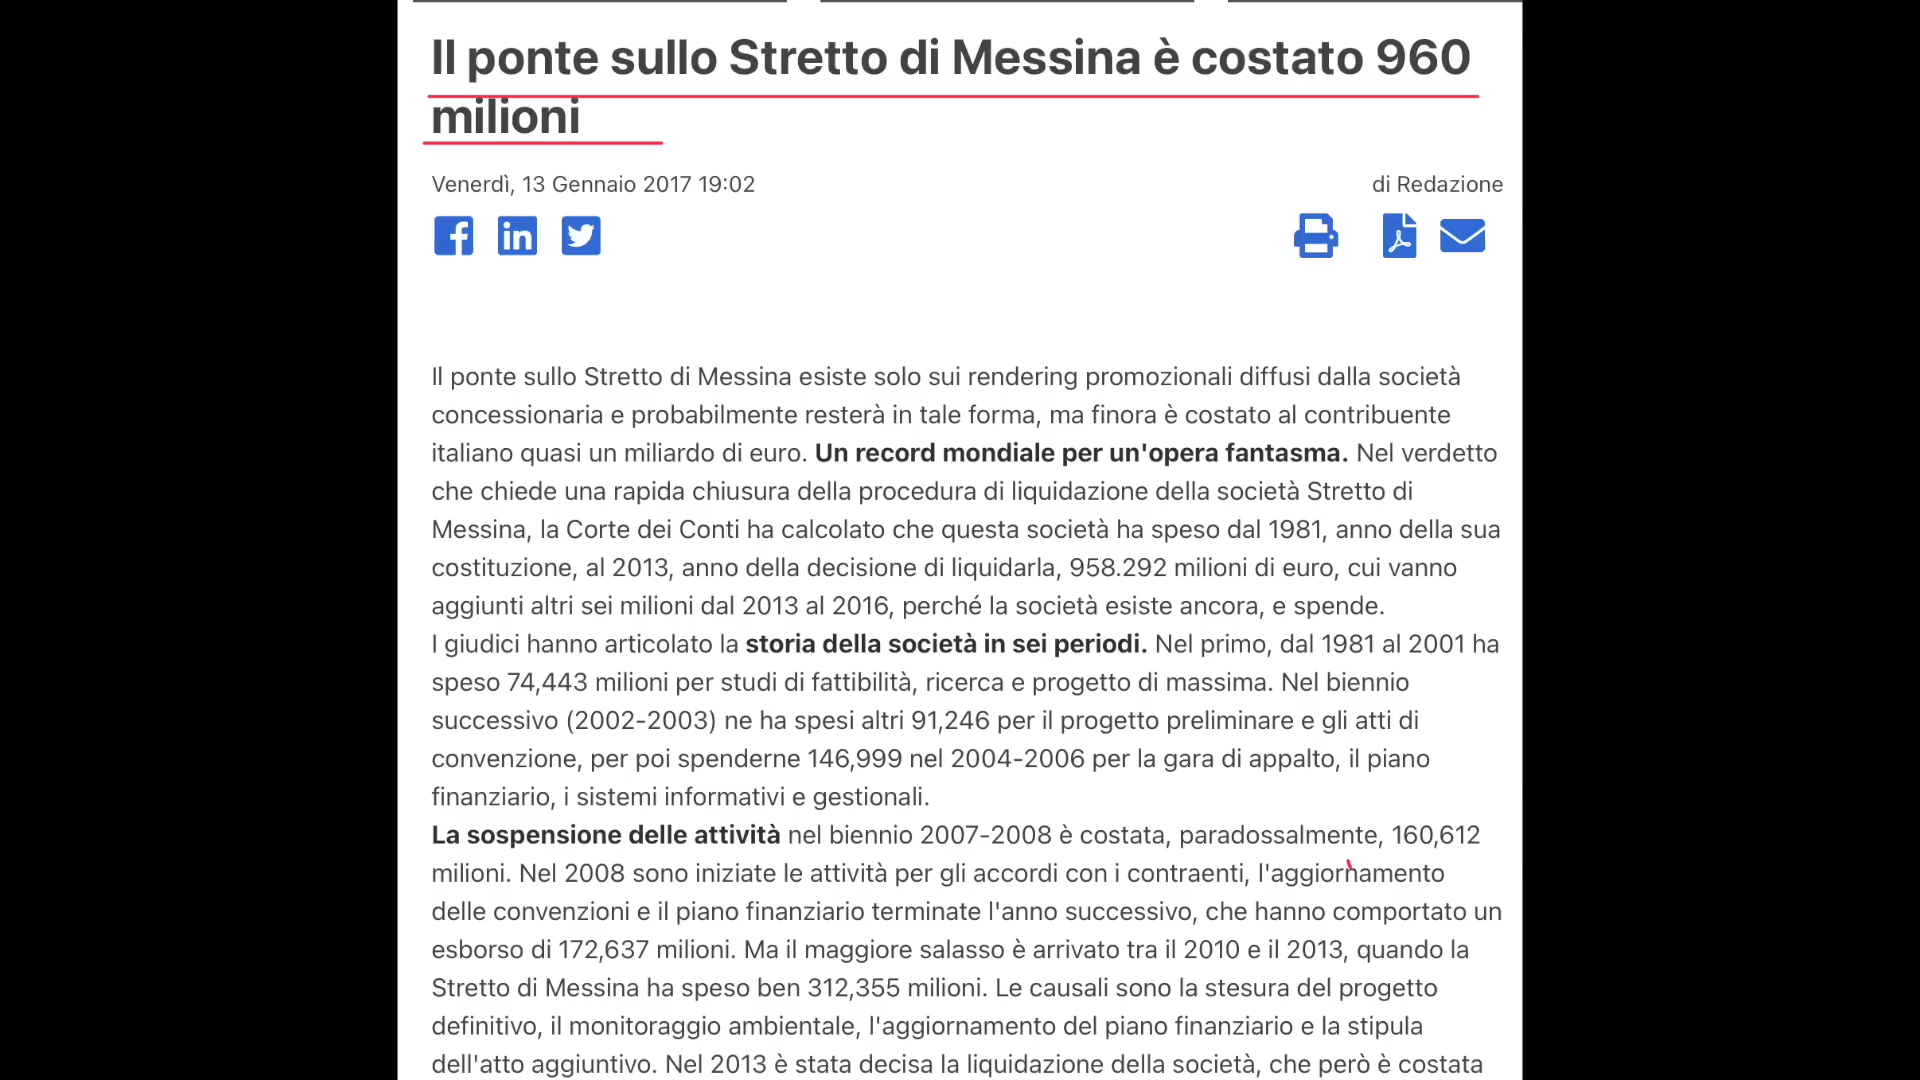 Il ponte sullo Stretto di Messina è costato 960
milioni
Venerdì, 13 Gennaio 2017 19:02
di Redazione
Il ponte sullo Stretto di Messina esiste solo sui rendering promozionali diffusi dalla società
concessionaria e probabilmente resterà in tale forma, ma finora è costato al contribuente
italiano quasi un miliardo di euro. Un record mondiale per un'opera fantasma. Nel verdetto
che chiede una rapida chiusura della procedura di liquidazione della società Stretto di
Messina, la Corte dei Conti ha calcolato che questa società ha speso dal 1981, anno della sua
costituzione, al 2013, anno della decisione di liquidarla, 958.292 milioni di euro, cui vanno
aggiunti altri sei milioni dal 2013 al 2016, perché la società esiste ancora, e spende.
I giudici hanno articolato la storia della società in sei periodi. Nel primo, dal 1981 al 2001 ha
speso 74,443 milioni per studi di fattibilità, ricerca e progetto di massima. Nel biennio
successivo (2002-2003) ne ha spesi altri 91,246 per il progetto preliminare e gli atti di
convenzione, per poi spenderne 146,999 nel 2004-2006 per la gara di appalto, il piano
finanziario, i sistemi informativi e gestionali.
La sospensione delle attività nel biennio 2007-2008 è costata, paradossalmente, 160,612
milioni. Nel 2008 sono iniziate le attività per gli accordi con i contraenti, l'aggiornamento
delle convenzioni e il piano finanziario terminate l'anno successivo, che hanno comportato un
esborso di 172,637 milioni. Ma il maggiore salasso è arrivato tra il 2010 e il 2013, quando la
Stretto di Messina ha speso ben 312,355 milioni. Le causali sono la stesura del progetto
definitivo, il monitoraggio ambientale, l'aggiornamento del piano finanziario e la stipula
dell'atto aggiuntivo. Nel 2013 è stata decisa la liquidazione della società, che però è costata